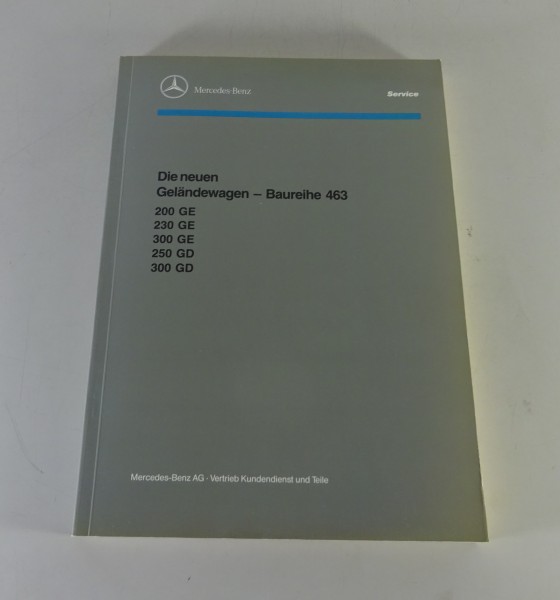 Mercedes-Benz
Service
Die neuen
Geländewagen – Baureihe 463
200 GE
230 GE
300 GE
250 GD
300 GD
Mercedes-Benz AG · Vertrieb Kundendienst und Teile